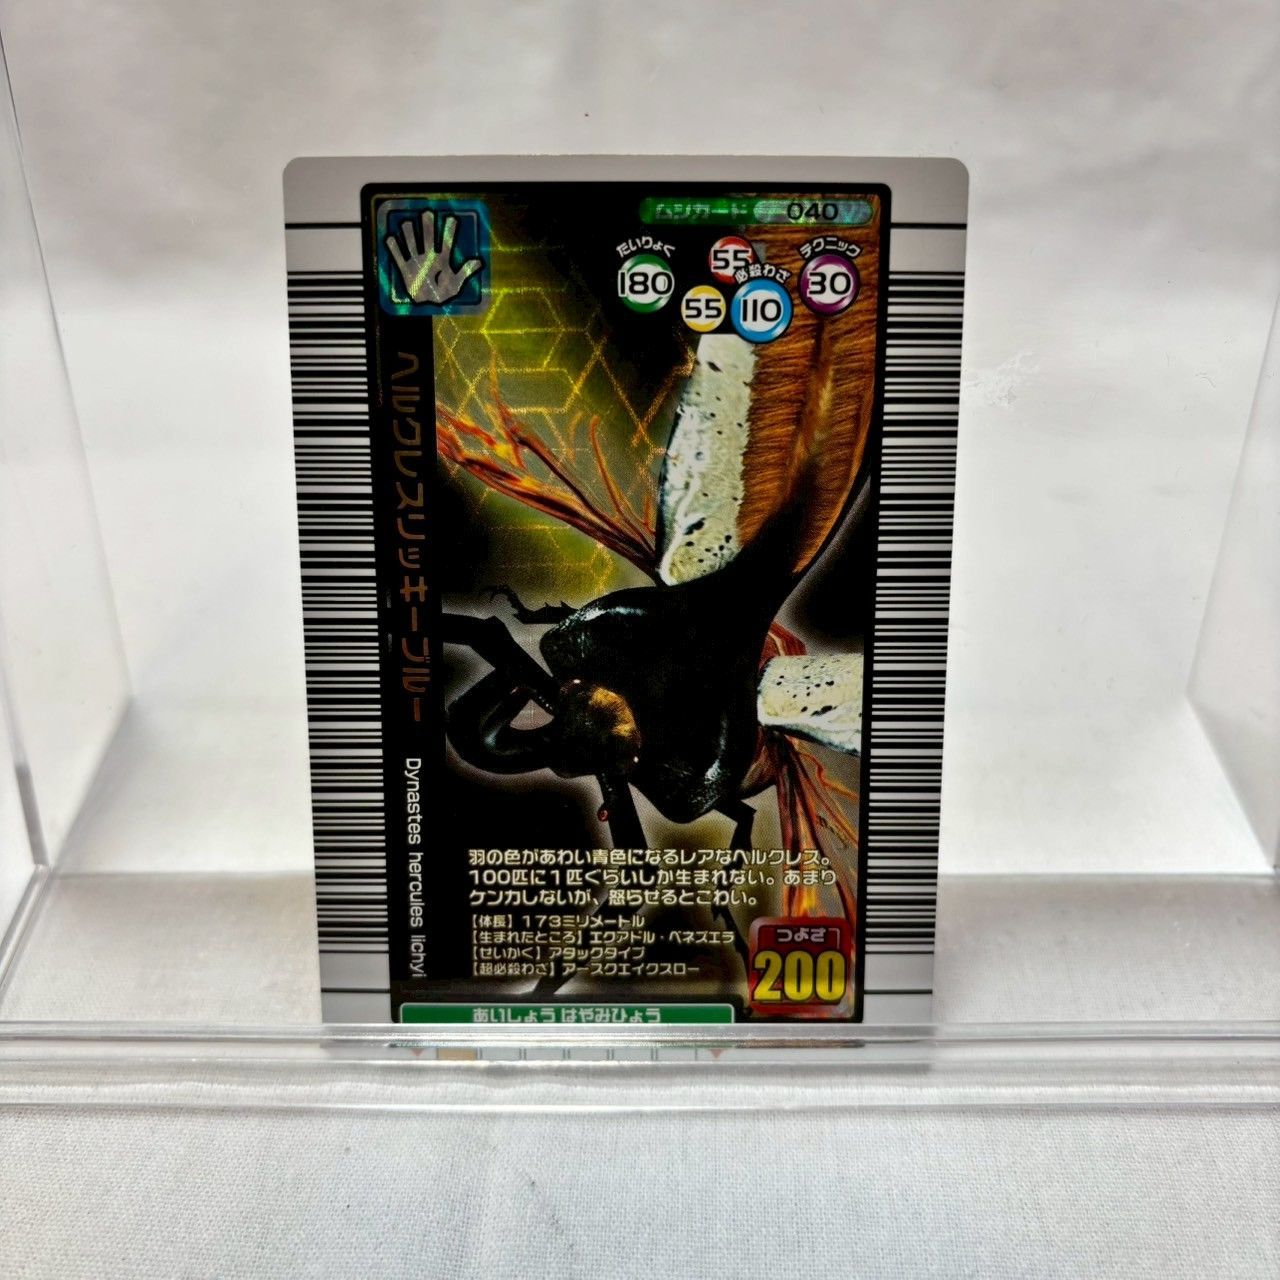 ムシカード 040
たいりょく
180
55
必殺わざ
110
55
テクニック
30
ヘルクレスリッキーブルー
Dynastes hercules lichyi
羽の色があわい青色になるレアなヘルクレス。
100匹に1匹ぐらいしか生まれない。あまり
ケンカしないが、怒らせるとこわい。
【体長】173ミリメートル
【生まれたところ】エクアドル・ベネズエラ
【せいかく】アタックタイプ
【超必殺わざ】アースクエイクスロー
つよさ
200
あいしょうはやみひょう